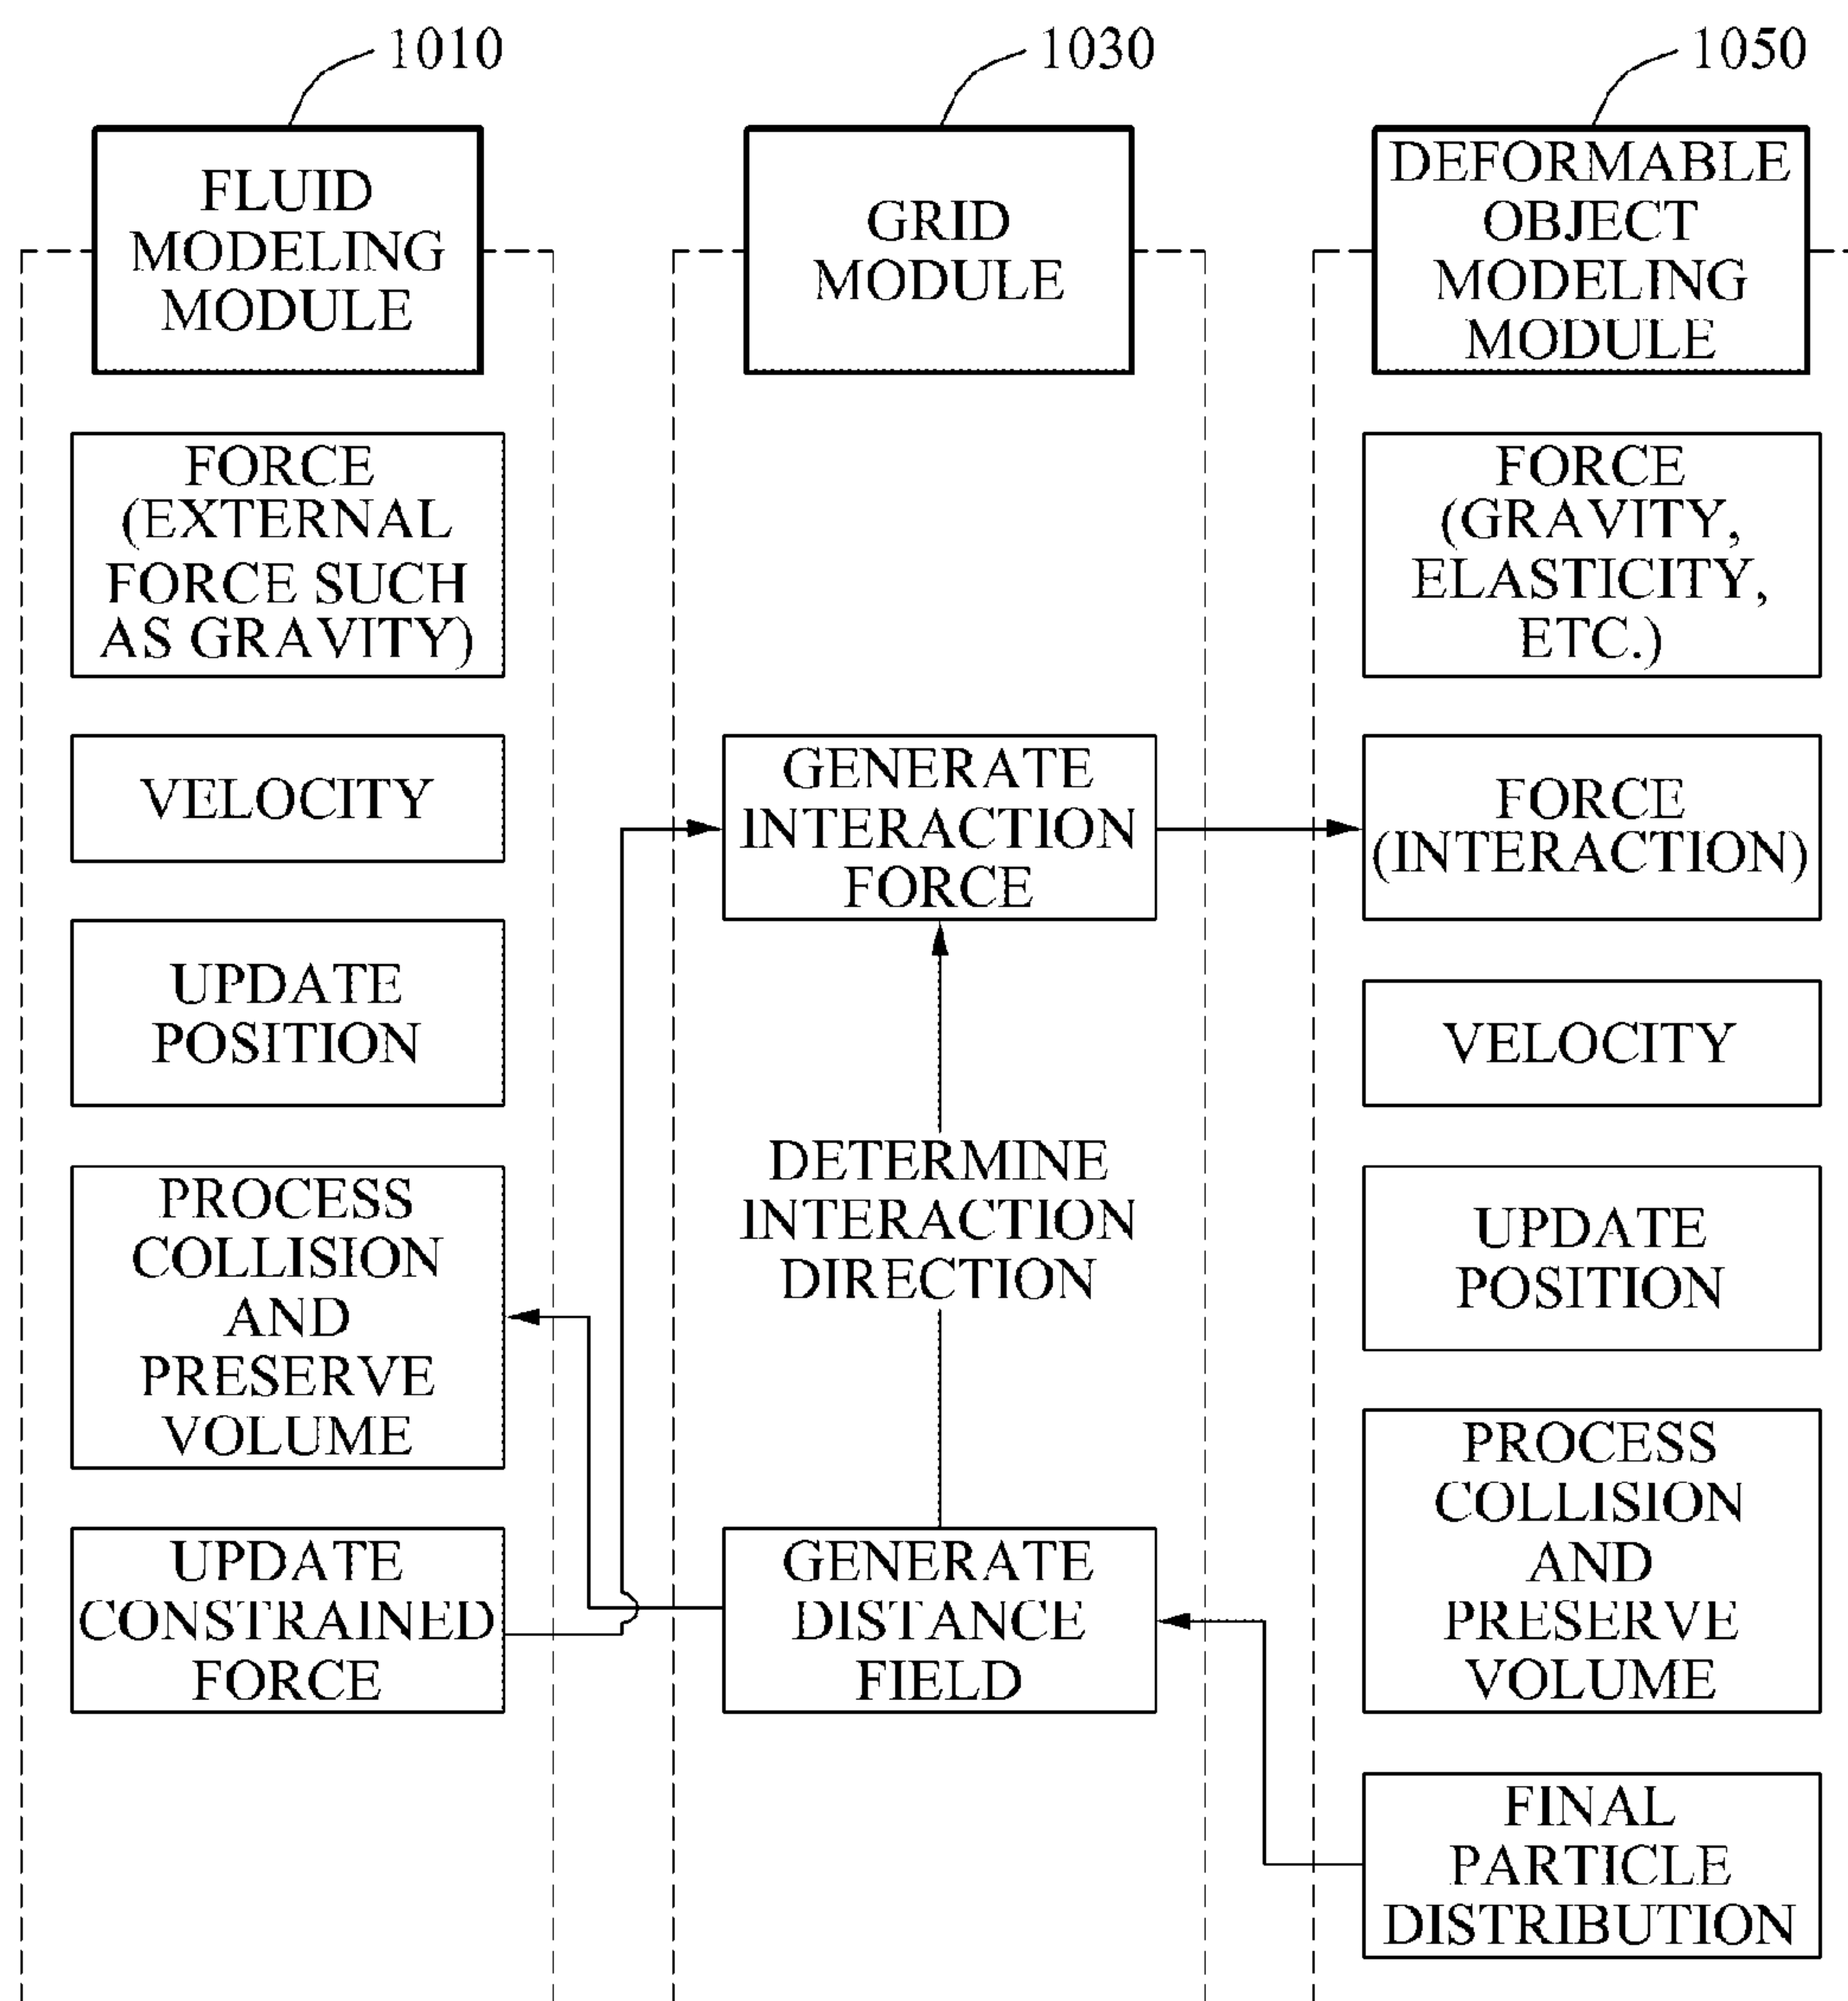 1010
FLUID
MODELING
MODULE
FORCE
(EXTERNAL
FORCE SUCH
AS GRAVITY)
VELOCITY
UPDATE
POSITION
PROCESS
COLLISION
AND
PRESERVE
VOLUME
UPDATE
CONSTRAINED
FORCE
1030
GRID
MODULE
GENERATE
INTERACTION
FORCE
DETERMINE
INTERACTION
DIRECTION
GENERATE
DISTANCE
FIELD
1050
DEFORMABLE
OBJECT
MODELING
MODULE
FORCE
(GRAVITY,
ELASTICITY,
ETC.)
FORCE
(INTERACTION)
VELOCITY
UPDATE
POSITION
PROCESS
COLLISION
AND
PRESERVE
VOLUME
FINAL
PARTICLE
DISTRIBUTION